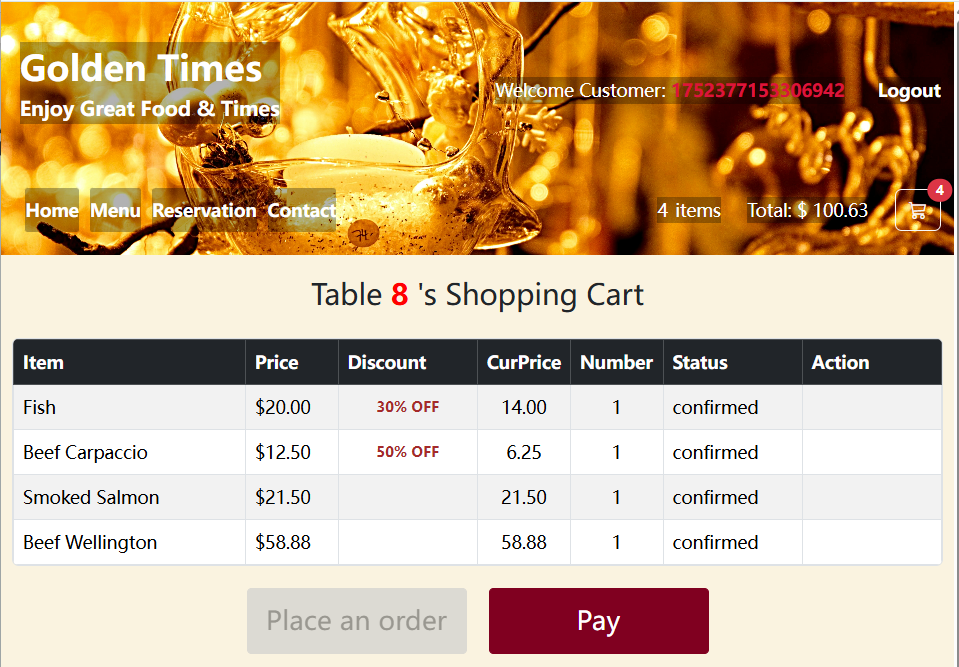 Golden Times
Enjoy Great Food & Times
Welcome Customer: 1752377153306942 Logout
Home Menu Reservation Contact 4 items Total: $ 100.63 4
Table 8 's Shopping Cart
Item Price Discount CurPrice Number Status Action
Fish $20.00 30% OFF 14.00 1 confirmed
Beef Carpaccio $12.50 50% OFF 6.25 1 confirmed
Smoked Salmon $21.50 21.50 1 confirmed
Beef Wellington $58.88 58.88 1 confirmed
Place an order Pay